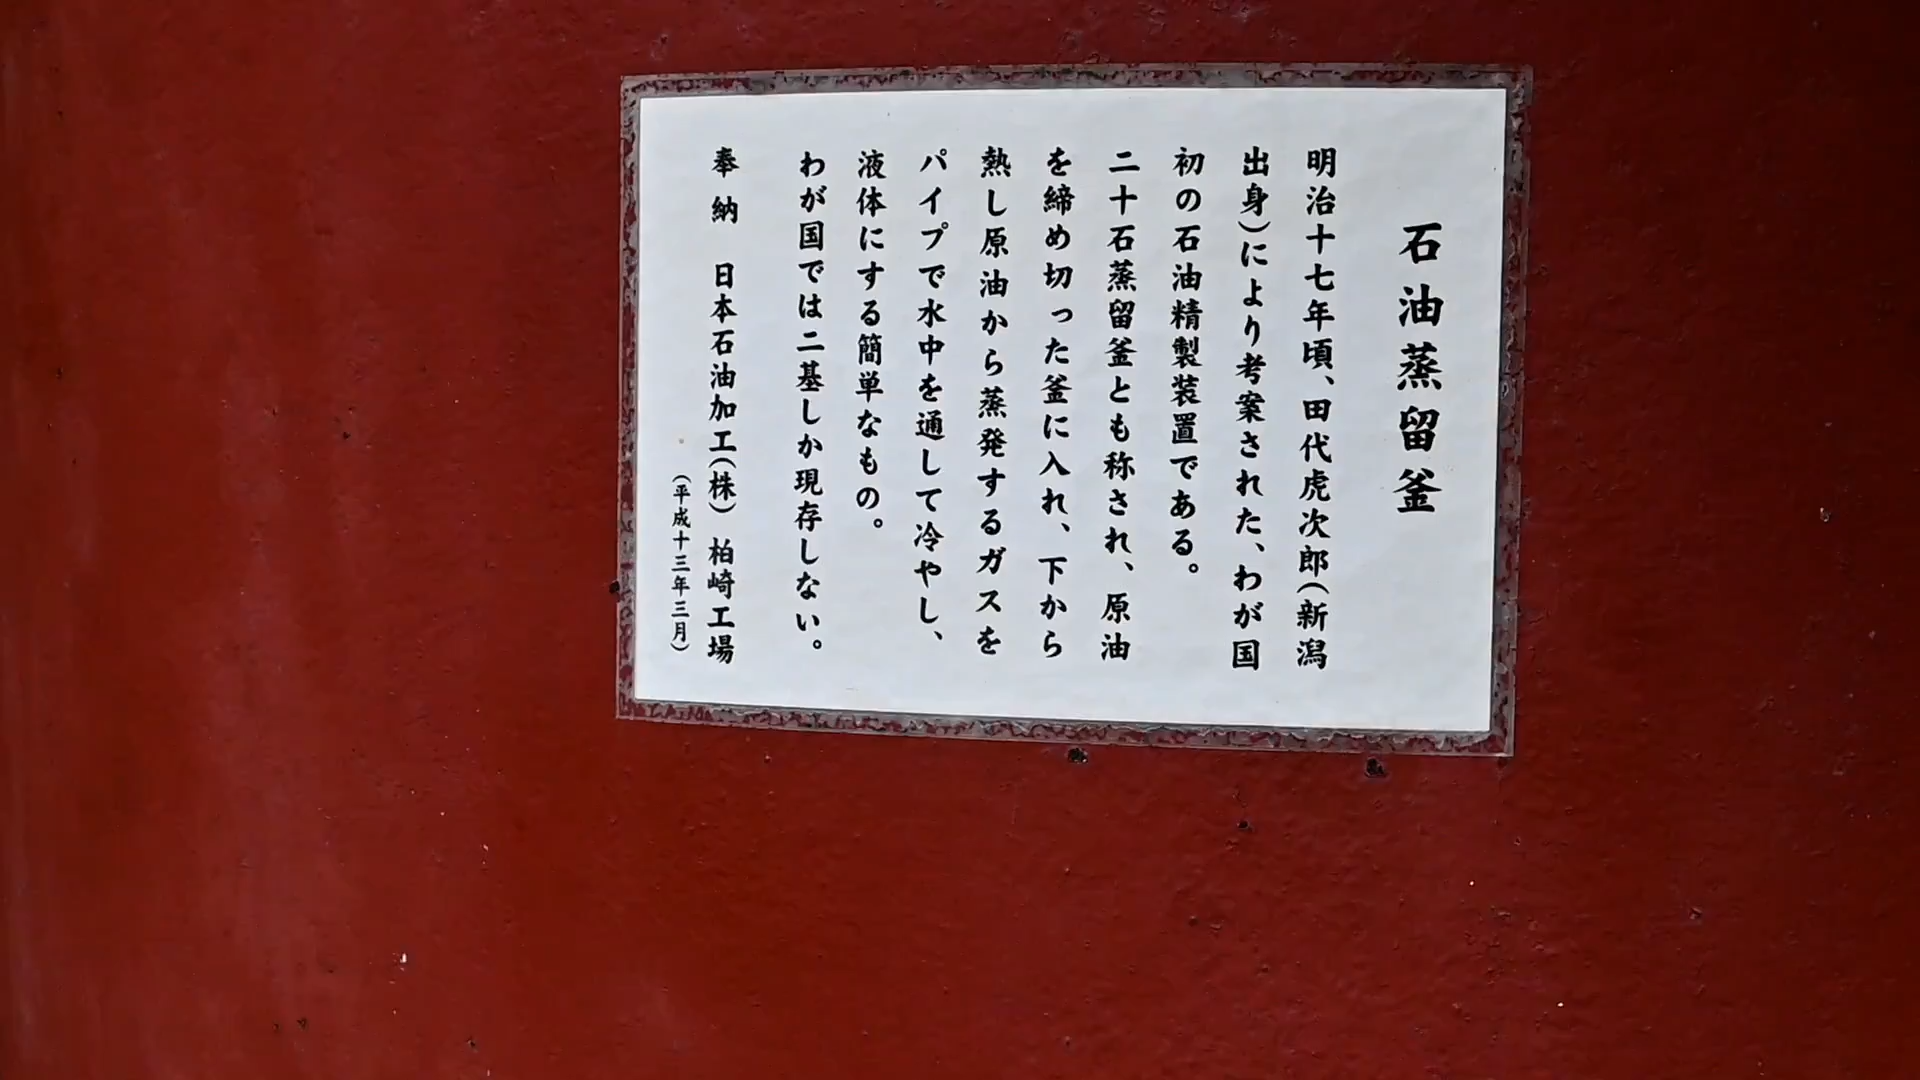 石油蒸留釜
明治十七年頃、田代虎次郎(新潟
出身)により考案された、わが国
初の石油精製装置である。
二十石蒸留釜とも称され、原油
を締め切った釜に入れ、下から
熱し原油から蒸発するガスを
パイプで水中を通して冷やし、
液体にする簡単なもの。
わが国では二基しか現存しない。
奉納 日本石油加工(株) 柏崎工場
(平成十三年三月)